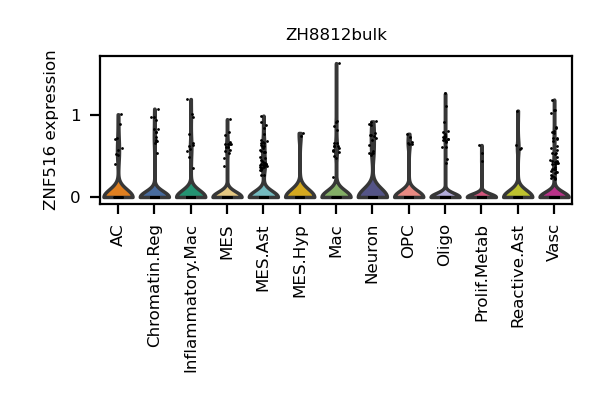 ZH8812bulk
ZNF516 expression
1
0
AC
Chromatin.Reg
Inflammatory.Mac
MES
MES.Ast
MES.Hyp
Mac
Neuron
OPC
Oligo
Prolif.Metab
Reactive.Ast
Vasc